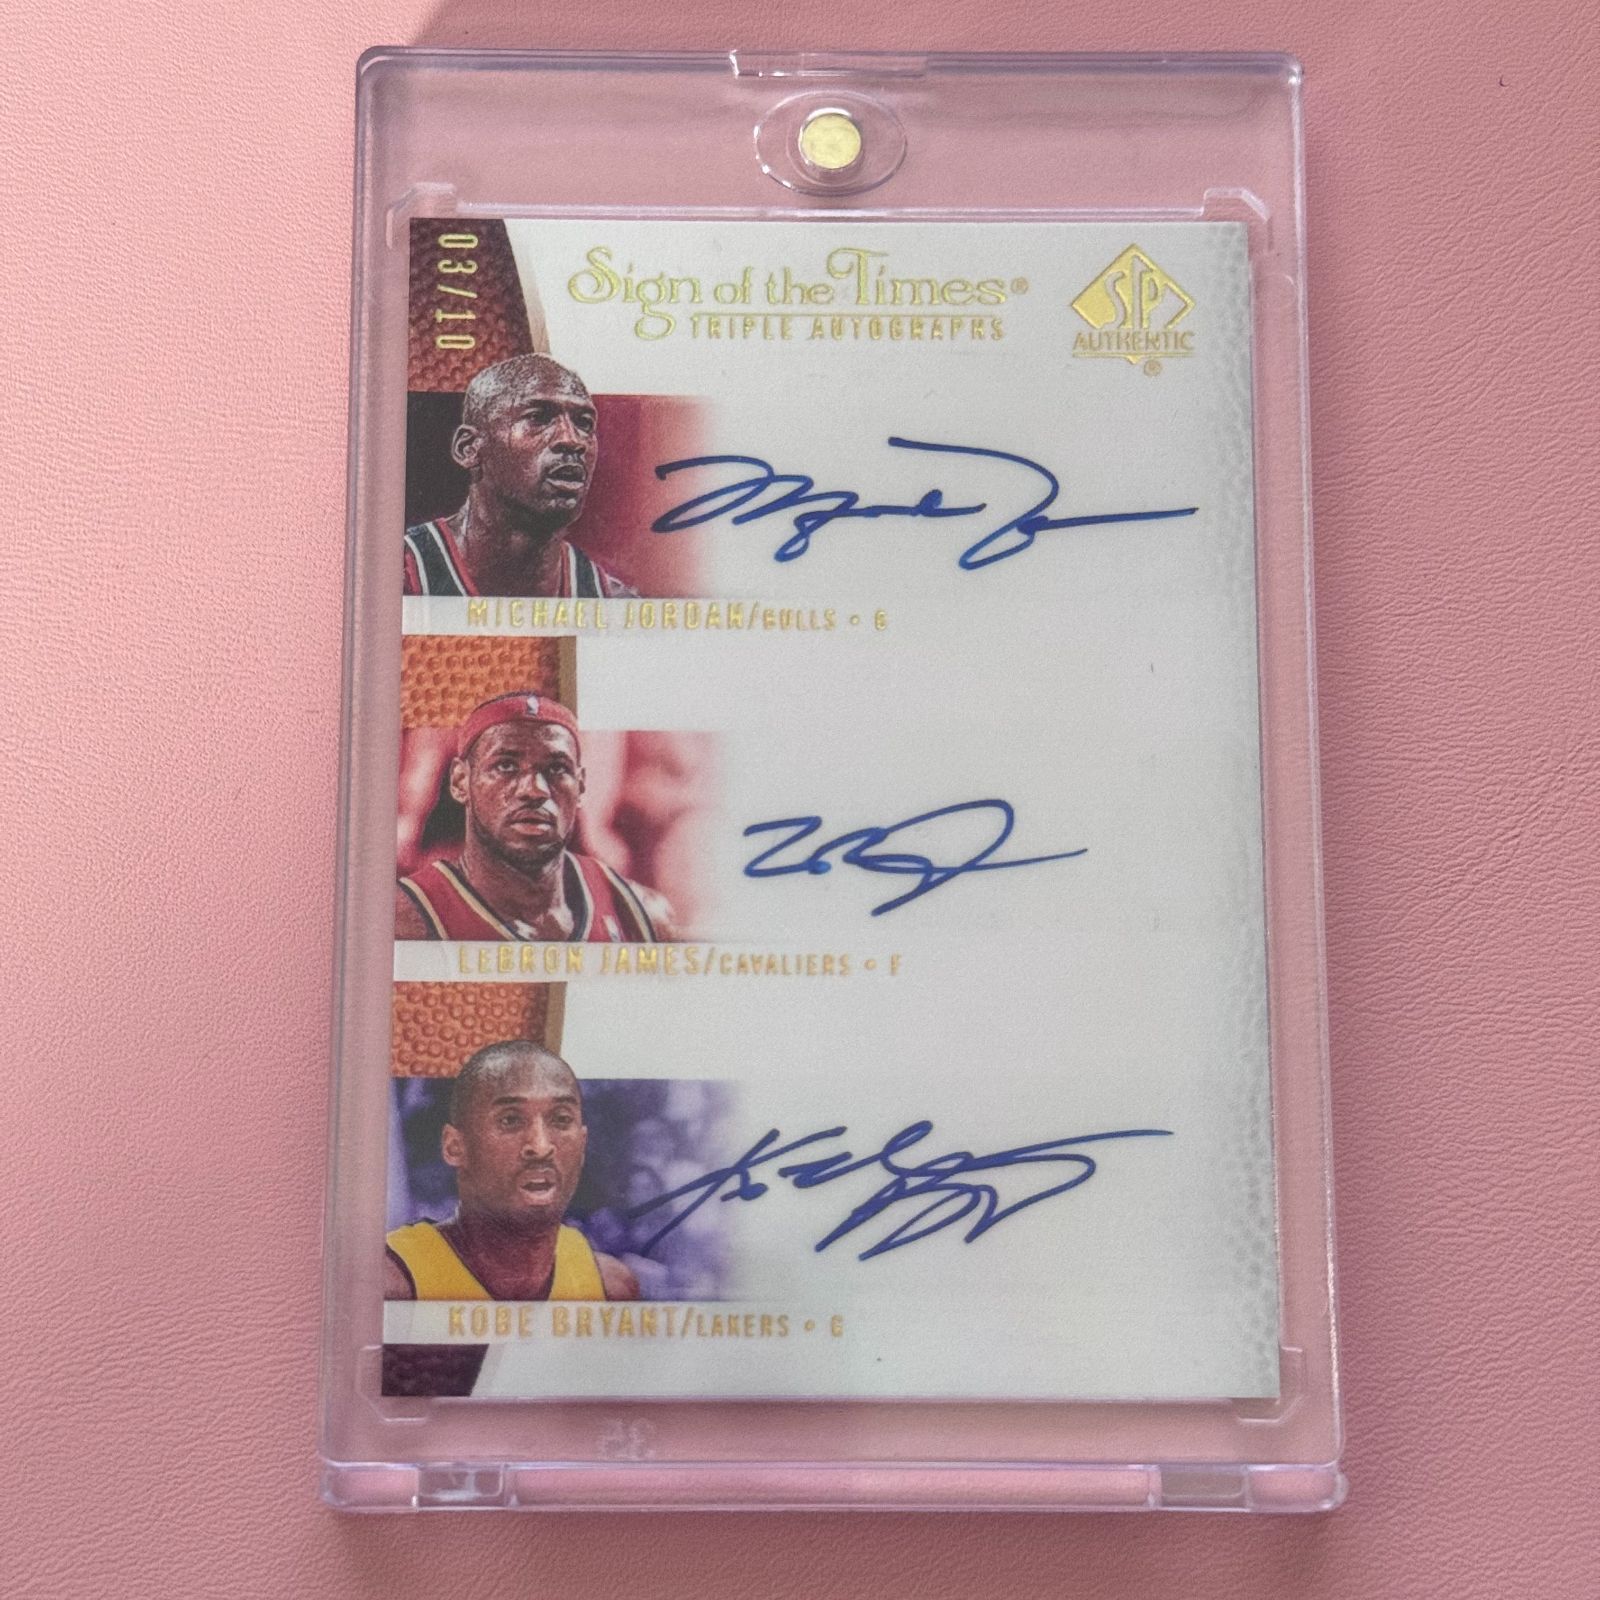 03/10
Sign of the Times®
TRIPLE AUTOGRAPHS
SP
AUTHENTIC
®
MICHAEL JORDAN/BULLS • G
LEBRON JAMES/CAVALIERS • F
KOBE BRYANT/LAKERS • G